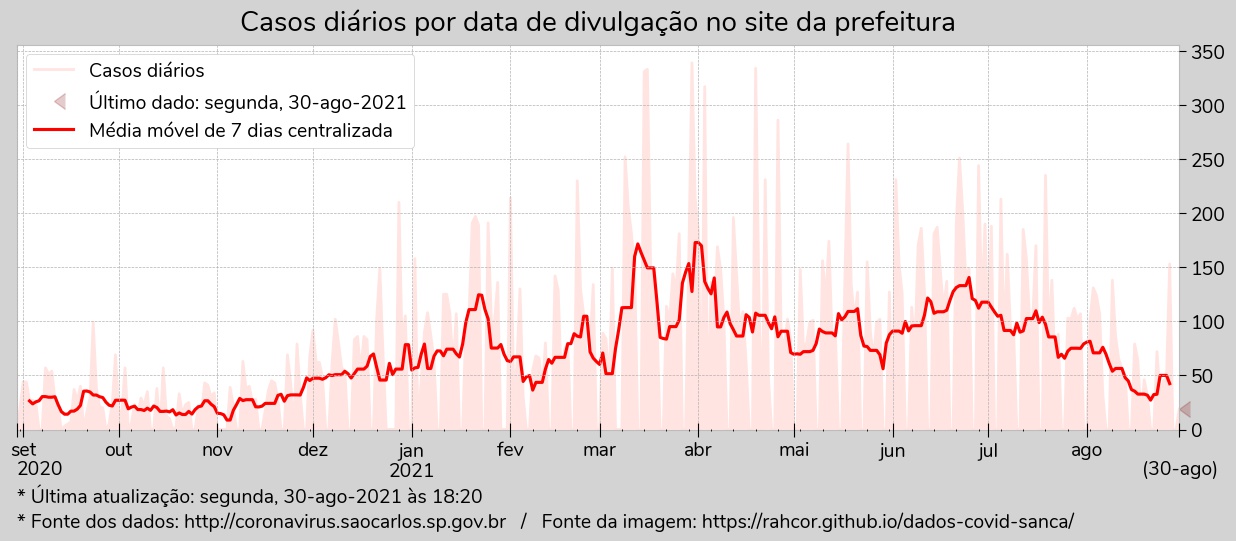 Casos diários por data de divulgação no site da prefeitura
Casos diários
Último dado: segunda, 30-ago-2021
Média móvel de 7 dias centralizada
350
300
250
200
150
100
50
0
set out nov dez jan fev mar abr mai jun jul ago
2020 2021 (30-ago)
* Última atualização: segunda, 30-ago-2021 às 18:20
* Fonte dos dados: http://coronavirus.saocarlos.sp.gov.br / Fonte da imagem: https://rahcor.github.io/dados-covid-sanca/